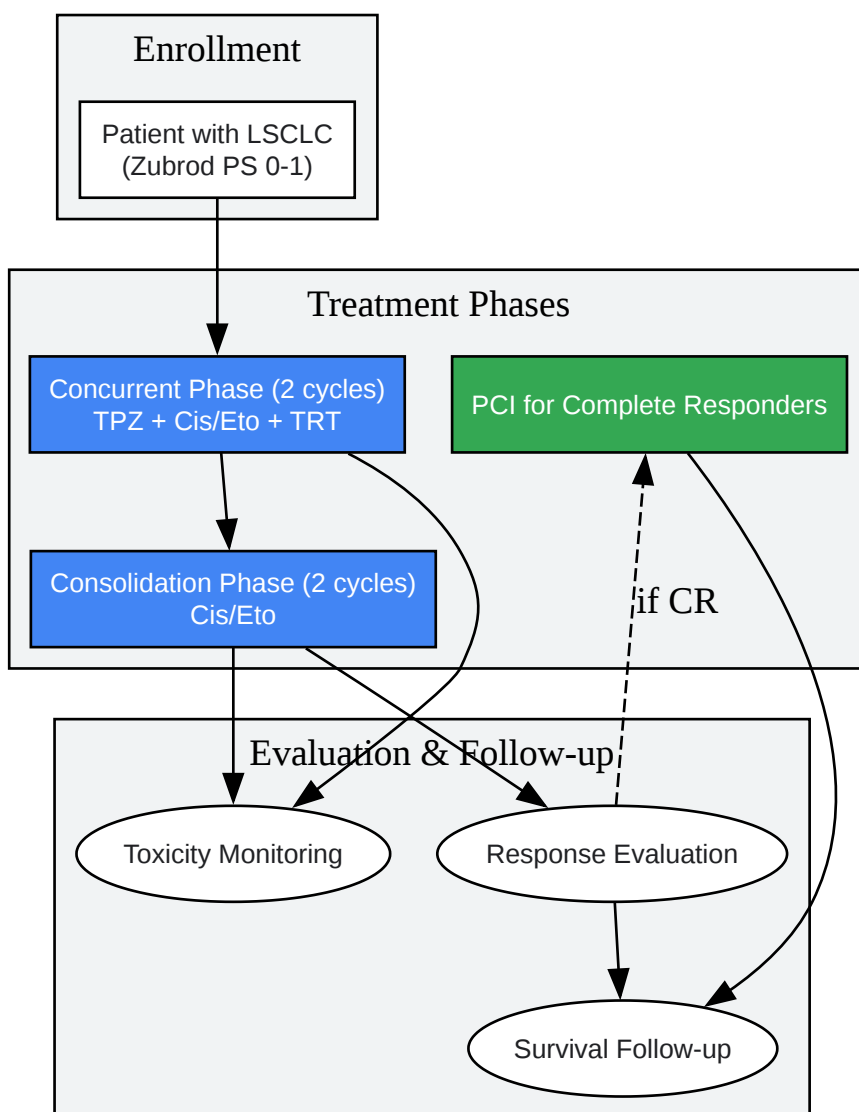 Enrollment
Patient with LSCLC
(Zubrod PS 0-1)
Treatment Phases
Concurrent Phase (2 cycles)
TPZ + Cis/Eto + TRT
PCI for Complete Responders
Consolidation Phase (2 cycles)
Cis/Eto
if CR
Evaluation & Follow-up
Toxicity Monitoring
Response Evaluation
Survival Follow-up